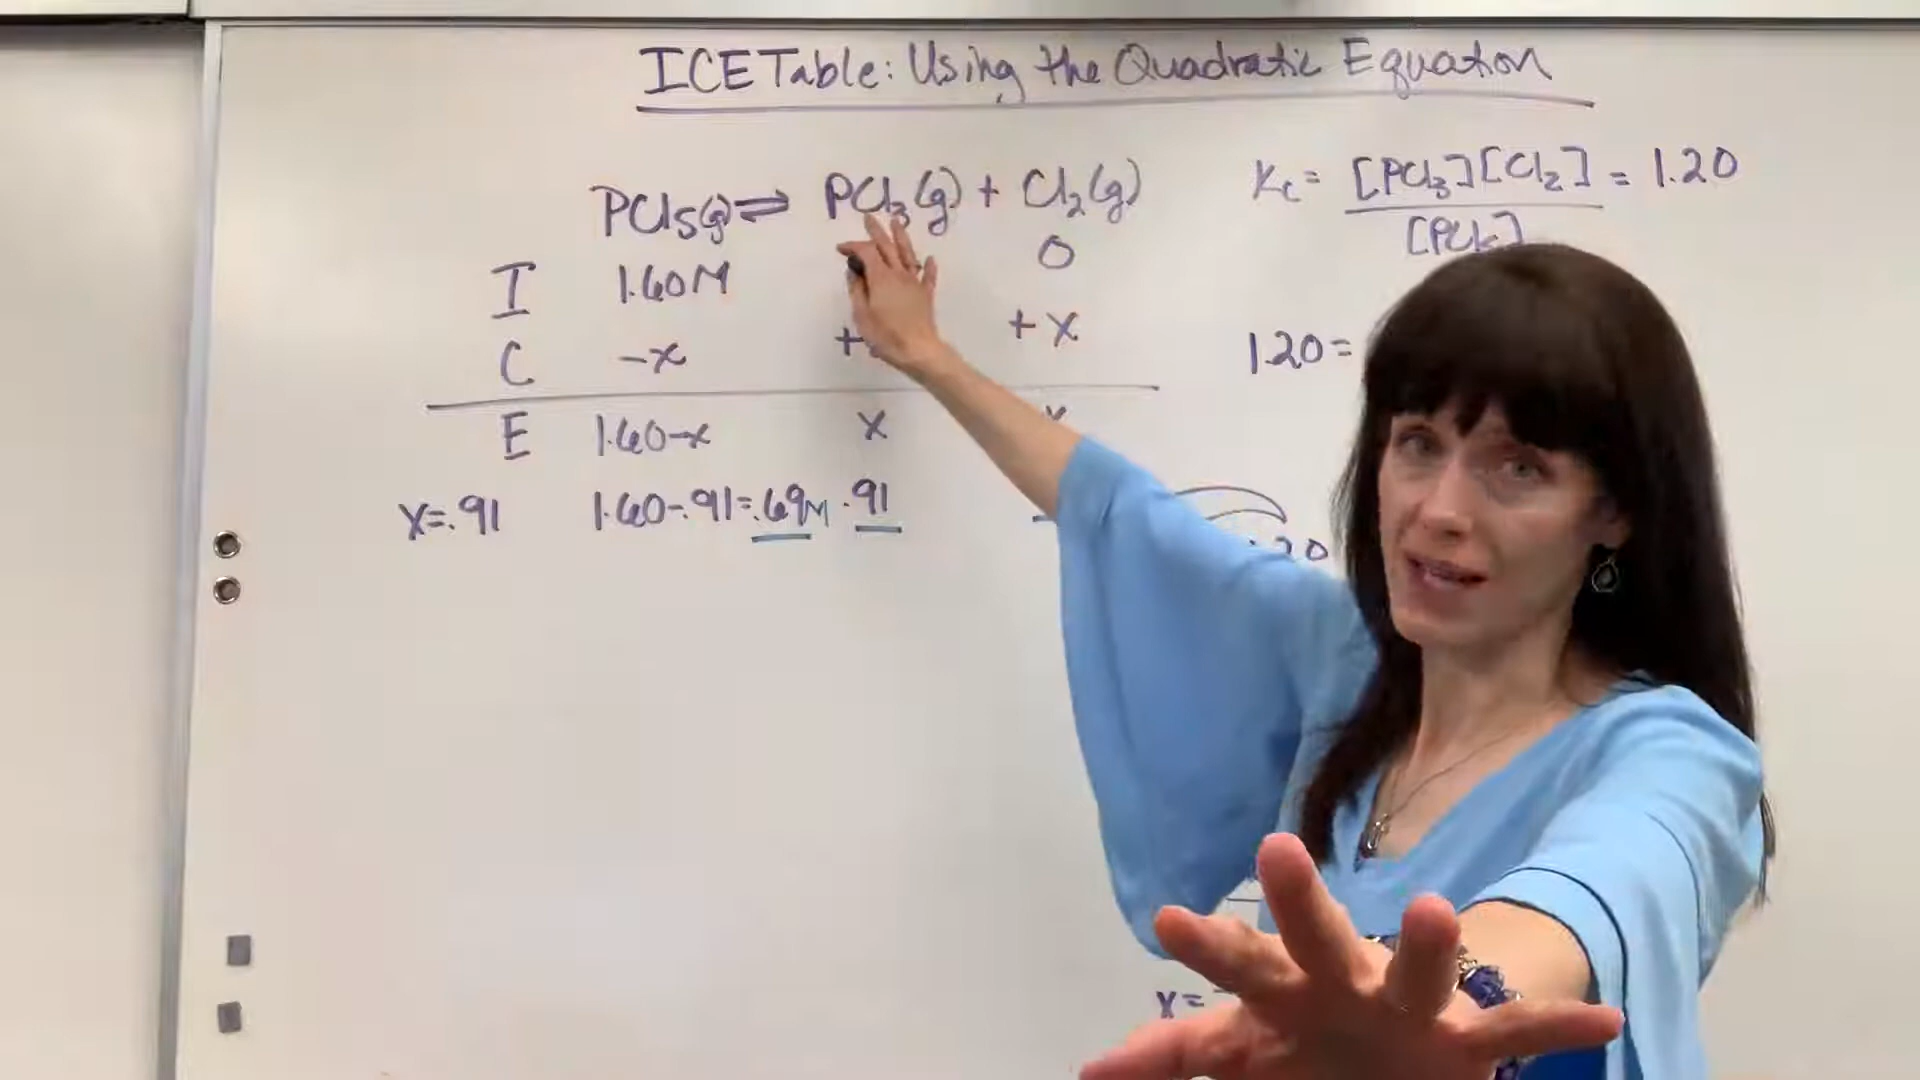 ICE Table: Using the Quadratic Equation
PCl5(g) ⇌ PCl3(g) + Cl2(g)
Kc = [PCl3][Cl2] = 1.20
I 1.60M 0
C -x + + x
1.20 =
E 1.60-x x
x=.91 1.60-.91=.69M .91
x=